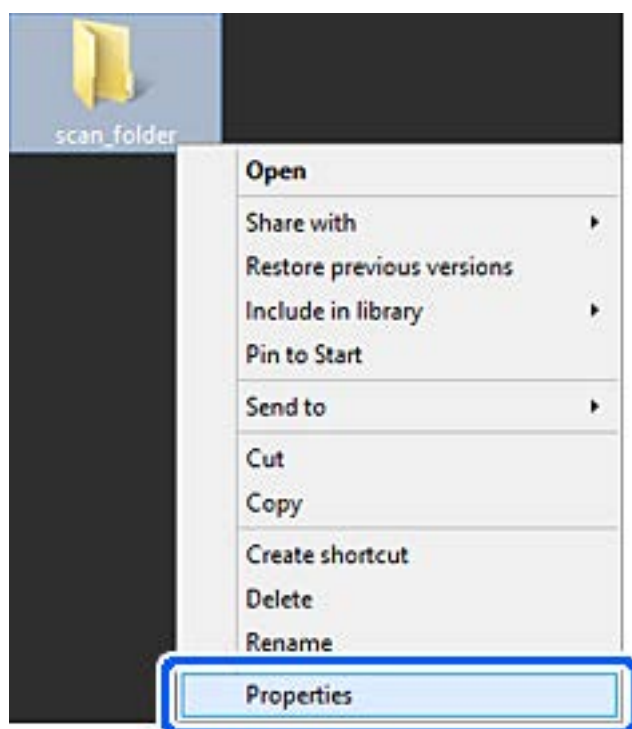 scan_folder
Open
Share with
Restore previous versions
Include in library
Pin to Start
Send to
Cut
Copy
Create shortcut
Delete
Rename
Properties